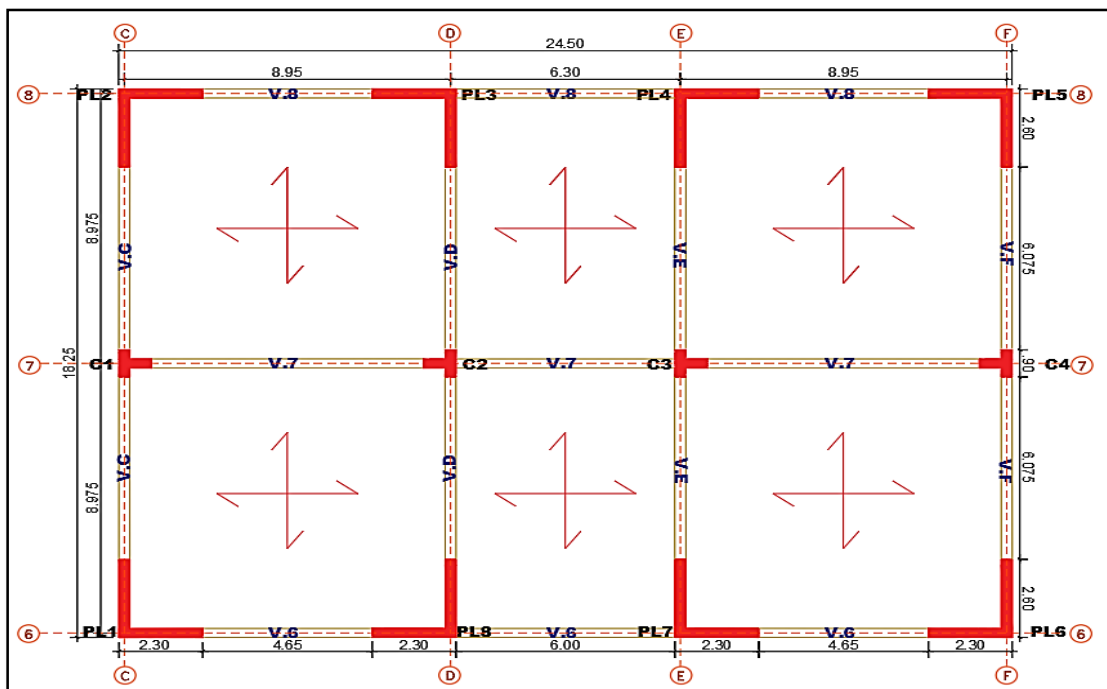 C D E F
24.50
8.95 6.30 8.95
8 PL2 V.8 PL3 V.8 PL4 V.8 PL5 8
2.60
8.975
V.C V.D V.E V.F
6.075
18.25
7 C1 V.7 C2 V.7 C3 V.7 C4 7
.90
V.C V.D V.E V.F
6.075
8.975
2.60
6 PL1 V.6 PL8 V.6 PL7 V.6 PL6 6
2.30 4.65 2.30 6.00 2.30 4.65 2.30
C D E F